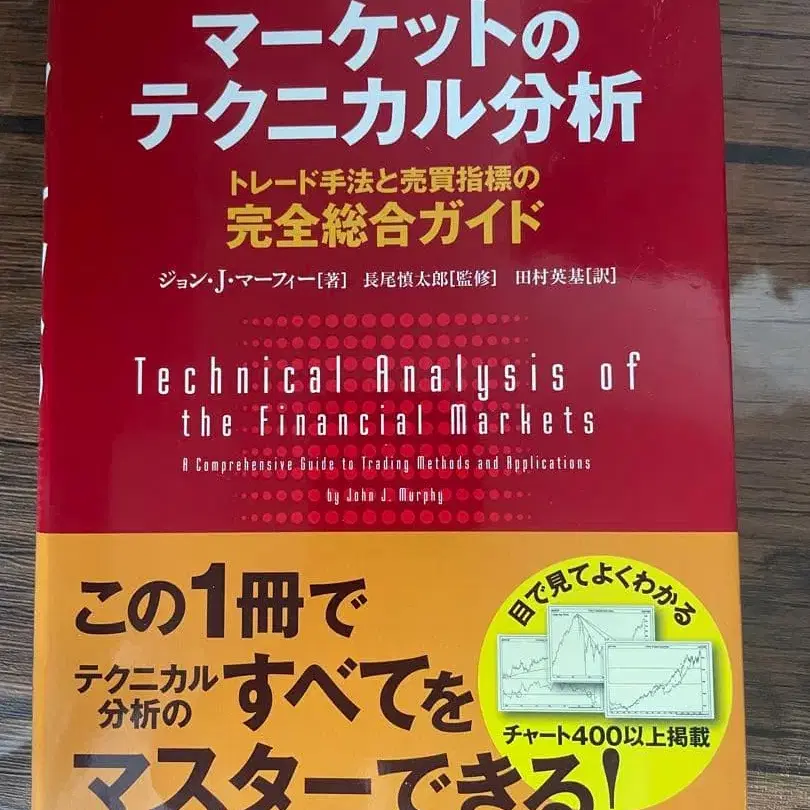 マーケットの
テクニカル分析
トレード手法と売買指標の
完全総合ガイド
ジョン・J・マーフィー[著] 長尾慎太郎[監修] 田村英基[訳]
Technical Analysis of
the Financial Markets
A Comprehensive Guide to Trading Methods and Applications
by John J. Murphy
この1冊で
テクニカル
分析の
すべてを
マスターできる!
目で見てよくわかる
チャート400以上掲載